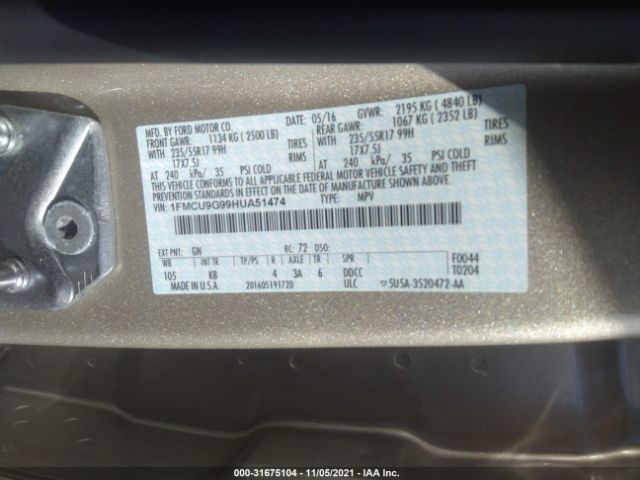 MFD. BY FORD MOTOR CO.
DATE: 05/16 GVWR: 2195 KG ( 4840 LB)
FRONT GAWR: 1134 KG ( 2500 LB) REAR GAWR: 1067 KG ( 2352 LB)
WITH 235/55R17 99H TIRES WITH 235/55R17 99H TIRES
17X7.5J RIMS 17X7.5J RIMS
AT 240 kPa/ 35 PSI COLD AT 240 kPa/ 35 PSI COLD
THIS VEHICLE CONFORMS TO ALL APPLICABLE FEDERAL MOTOR VEHICLE SAFETY AND THEFT
PREVENTION STANDARDS IN EFFECT ON THE DATE OF MANUFACTURE SHOWN ABOVE.
VIN: 1FMCU9G99HUA51474 TYPE: MPV
EXT PNT: GN RC: 72 DSO: F0044
WB INT TR TP/PS R AXLE TR SPR T0204
105 KB 4 3A 6 DDCC
MADE IN U.S.A. 201605191720 ULC 5U5A-3520472-AA
000-31675104 - 11/05/2021 - IAA Inc.